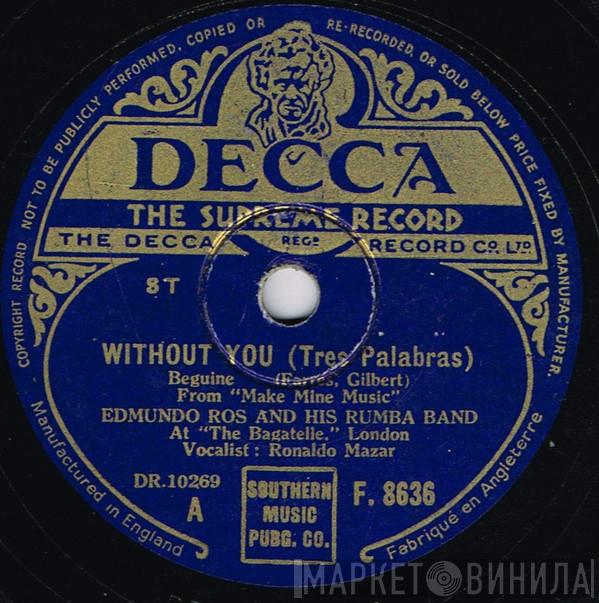 COPYRIGHT RECORD NOT TO BE PUBLICLY PERFORMED, COPIED OR RE-RECORDED, OR SOLD BELOW PRICE FIXED BY MANUFACTURER.
DECCA
THE SUPREME RECORD
THE DECCA REGD RECORD CO. LTD.
8T
WITHOUT YOU (Tres Palabras)
Beguine (Farres, Gilbert)
From "Make Mine Music"
EDMUNDO ROS AND HIS RUMBA BAND
At "The Bagatelle." London
Vocalist: Ronaldo Mazar
DR.10269
A
SOUTHERN
MUSIC
PUBG. CO.
F. 8636
Manufactured in England
Fabriqué en Angleterre
МАРКЕТ ВИНИЛА